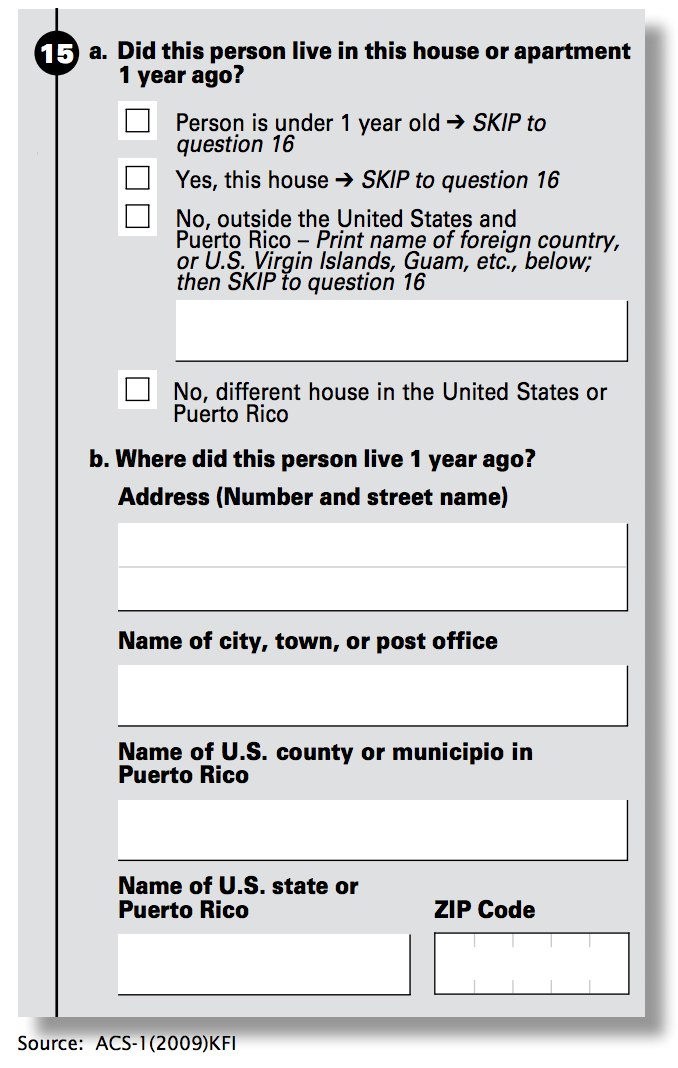 15 a. Did this person live in this house or apartment
1 year ago?
Person is under 1 year old ➔ SKIP to
question 16
Yes, this house ➔ SKIP to question 16
No, outside the United States and
Puerto Rico – Print name of foreign country,
or U.S. Virgin Islands, Guam, etc., below;
then SKIP to question 16
No, different house in the United States or
Puerto Rico
b. Where did this person live 1 year ago?
Address (Number and street name)
Name of city, town, or post office
Name of U.S. county or municipio in
Puerto Rico
Name of U.S. state or
Puerto Rico
ZIP Code
Source: ACS-1(2009)KFI